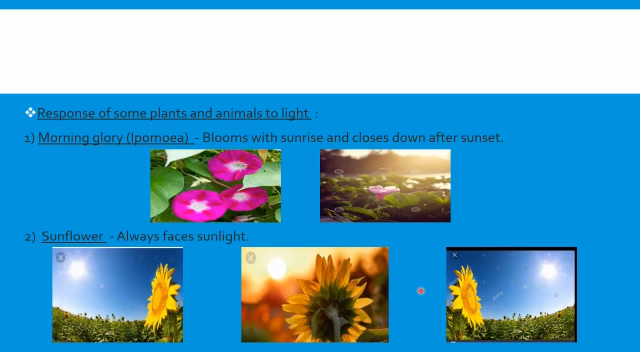 ❖Response of some plants and animals to light :
1) Morning glory (Ipomoea) - Blooms with sunrise and closes down after sunset.
2) Sunflower - Always faces sunlight.